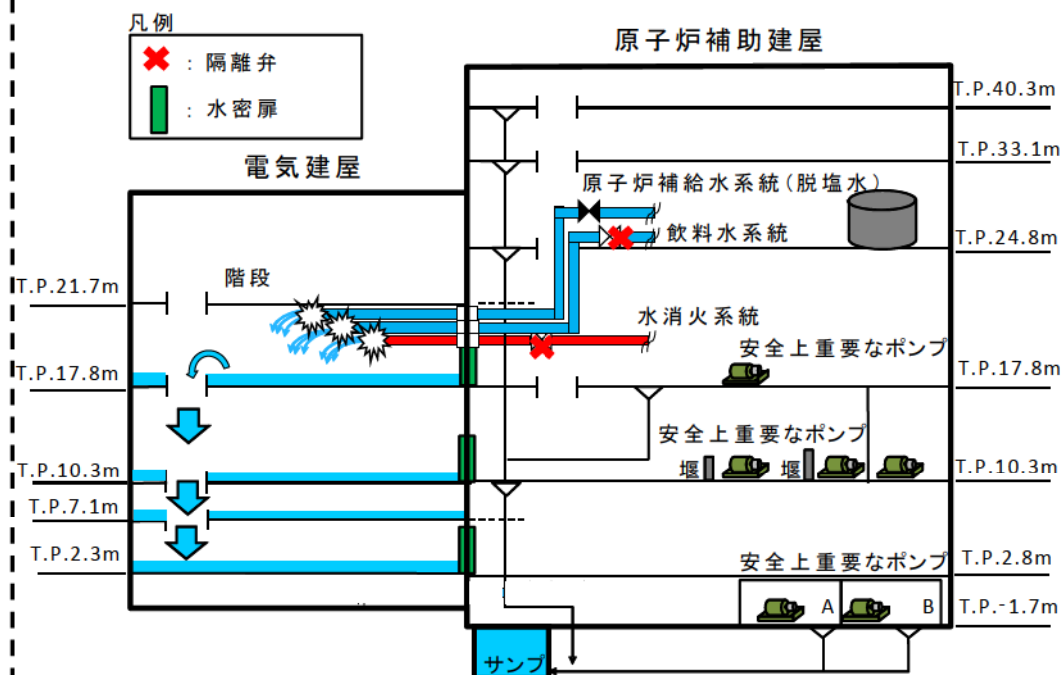 凡例
: 隔離弁
: 水密扉
原子炉補助建屋
電気建屋
T.P.40.3m
T.P.33.1m
原子炉補給水系統(脱塩水)
飲料水系統
T.P.24.8m
階段
T.P.21.7m
水消火系統
安全上重要なポンプ
T.P.17.8m
T.P.17.8m
安全上重要なポンプ
堰
堰
T.P.10.3m
T.P.10.3m
T.P.7.1m
T.P.2.3m
安全上重要なポンプ
T.P.2.8m
A
B
T.P.-1.7m
サンプ